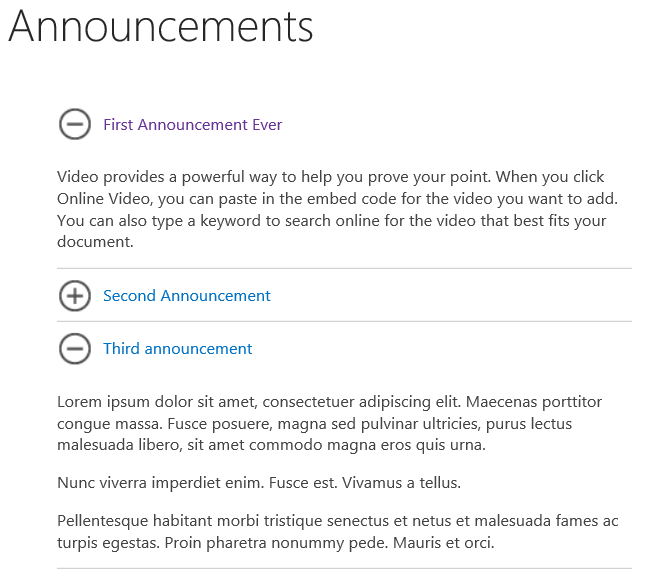 Announcements
First Announcement Ever
Video provides a powerful way to help you prove your point. When you click
Online Video, you can paste in the embed code for the video you want to add.
You can also type a keyword to search online for the video that best fits your
document.
Second Announcement
Third announcement
Lorem ipsum dolor sit amet, consectetuer adipiscing elit. Maecenas porttitor
congue massa. Fusce posuere, magna sed pulvinar ultricies, purus lectus
malesuada libero, sit amet commodo magna eros quis urna.
Nunc viverra imperdiet enim. Fusce est. Vivamus a tellus.
Pellentesque habitant morbi tristique senectus et netus et malesuada fames ac
turpis egestas. Proin pharetra nonummy pede. Mauris et orci.